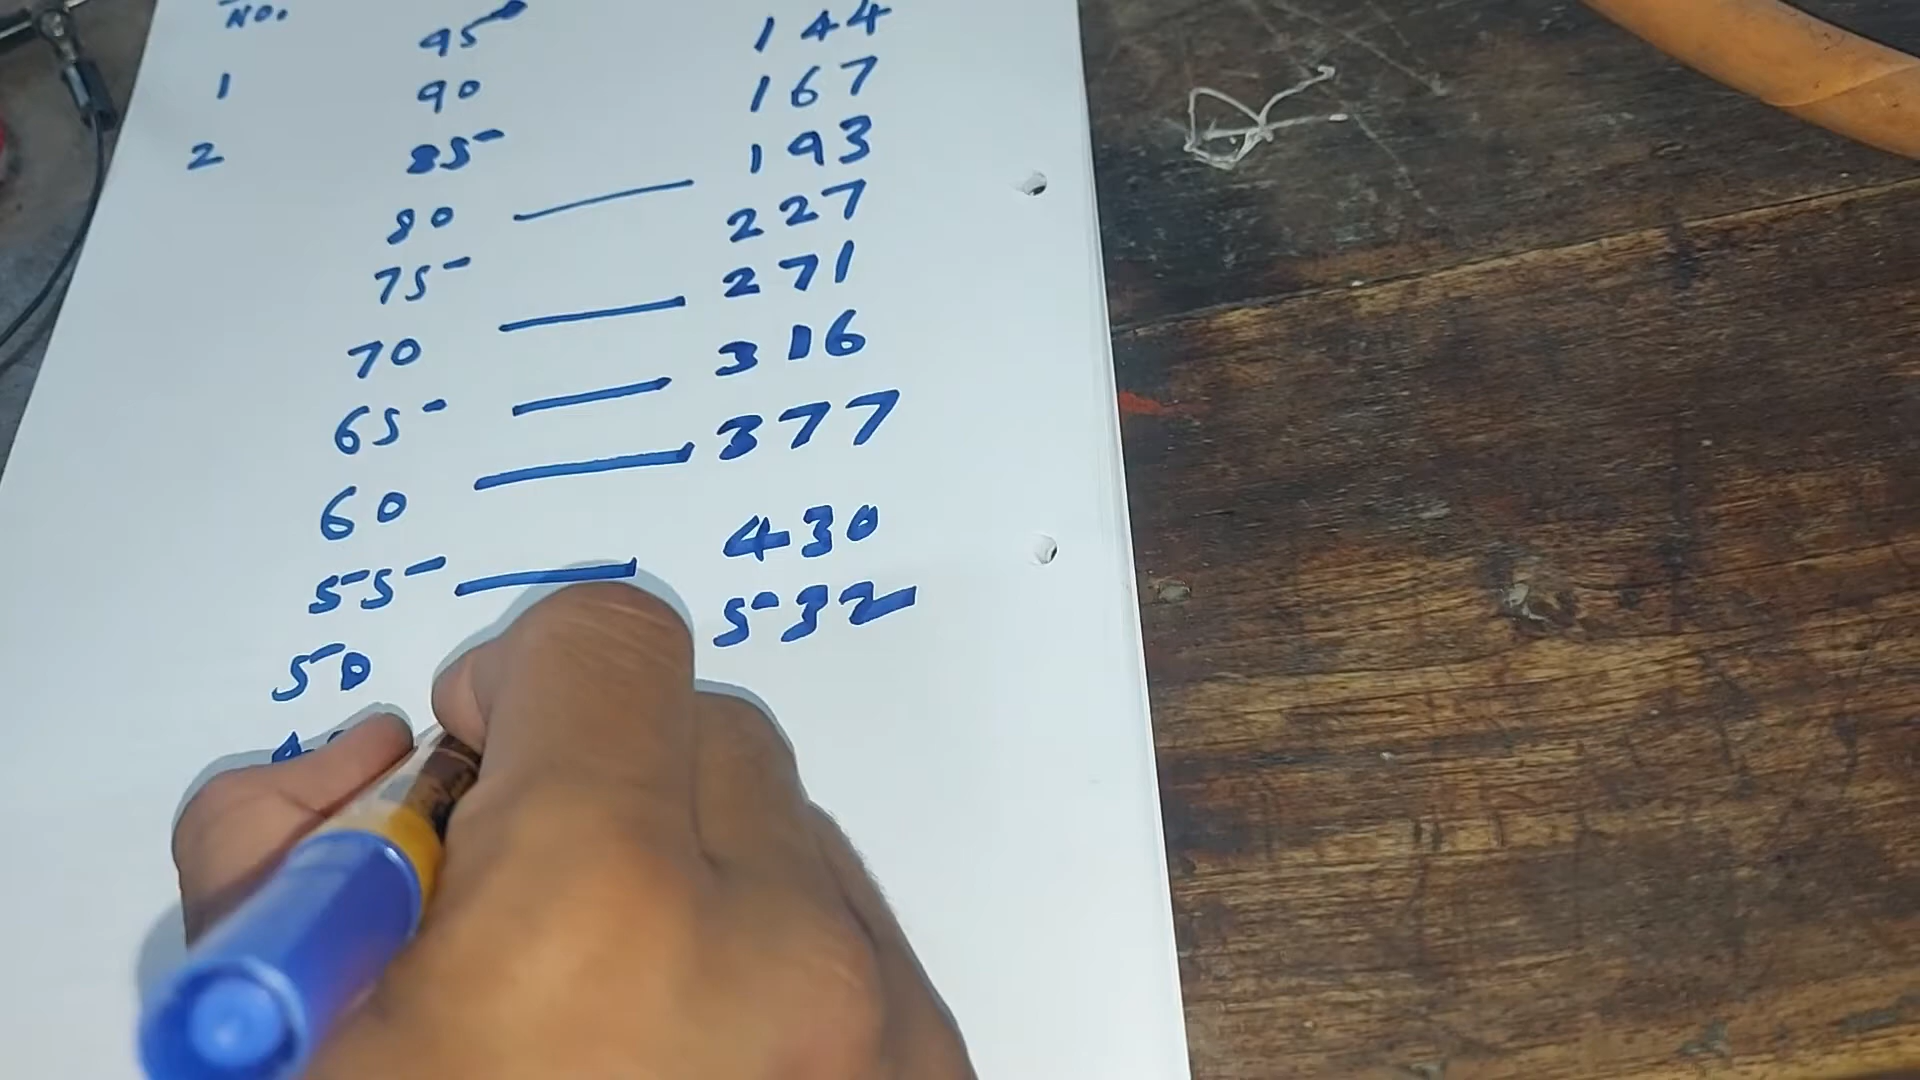 NO. 95 144
1 90 167
2 85 193
80 — 227
75 271
70 — 316
65 — 377
60 — 430
55 — 532
50